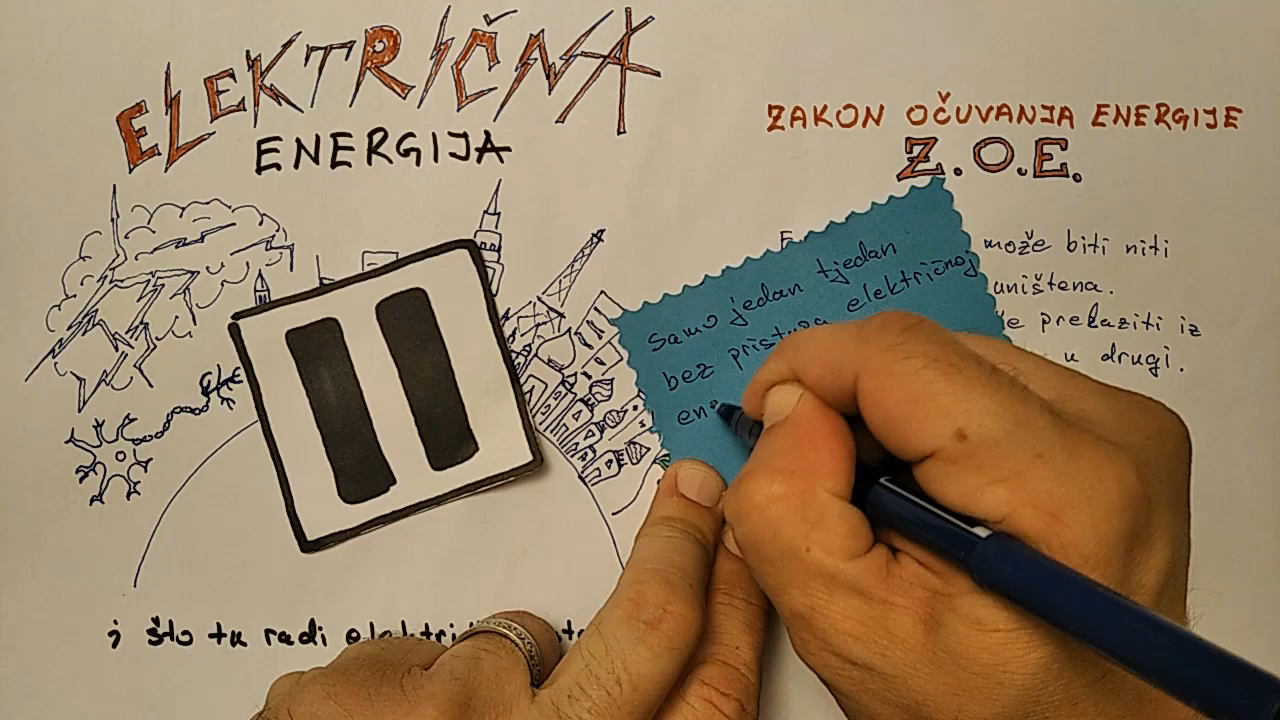 ELEKTRIČNA
ENERGIJA
ZAKON OČUVANJA ENERGIJE
Z.O.E.
može biti niti
uništena.
prekaziti iz
u drugi.
Samo jedan tjedan
bez pristupa električnoj
en
; što tu radi